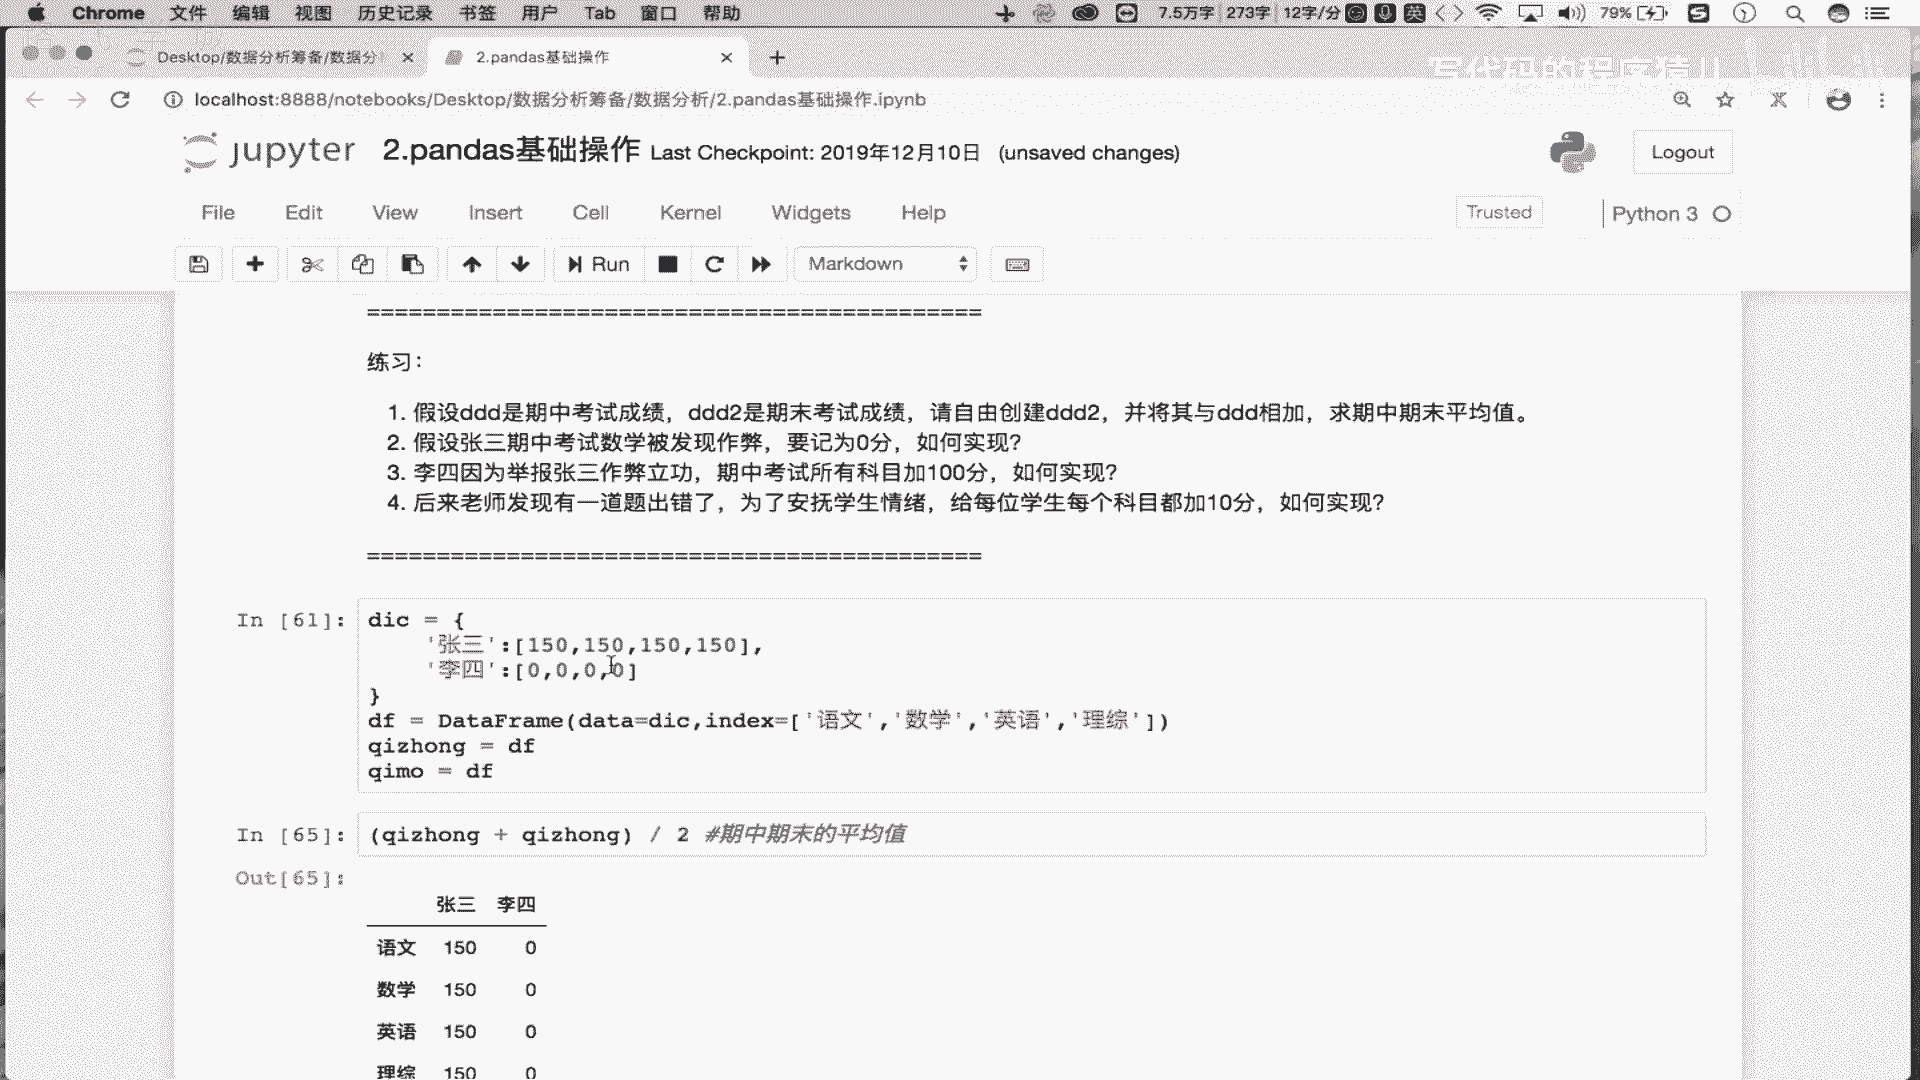 Chrome 文件 编辑 视图 历史记录 书签 用户 Tab 窗口 帮助 7.5万字 273字 12字/分 英 79%
Desktop/数据分析筹备/数据分 2.pandas基础操作
写代码的程序猿儿
localhost:8888/notebooks/Desktop/数据分析筹备/数据分析/2.pandas基础操作.ipynb
jupyter 2.pandas基础操作 Last Checkpoint: 2019年12月10日 (unsaved changes) Logout
File Edit View Insert Cell Kernel Widgets Help Trusted Python 3
Run Markdown
============================================
练习:
1. 假设ddd是期中考试成绩，ddd2是期末考试成绩，请自由创建ddd2，并将其与ddd相加，求期中期末平均值。
2. 假设张三期中考试数学被发现作弊，要记为0分，如何实现?
3. 李四因为举报张三作弊立功，期中考试所有科目加100分，如何实现?
4. 后来老师发现有一道题出错了，为了安抚学生情绪，给每位学生每个科目都加10分，如何实现?
============================================
In [61]: dic = {
'张三':[150,150,150,150],
'李四':[0,0,0,0]
}
df = DataFrame(data=dic,index=['语文','数学','英语','理综'])
qizhong = df
qimo = df
In [65]: (qizhong + qizhong) / 2 #期中期末的平均值
Out[65]:
张三 李四
语文 150 0
数学 150 0
英语 150 0
理综 150 0